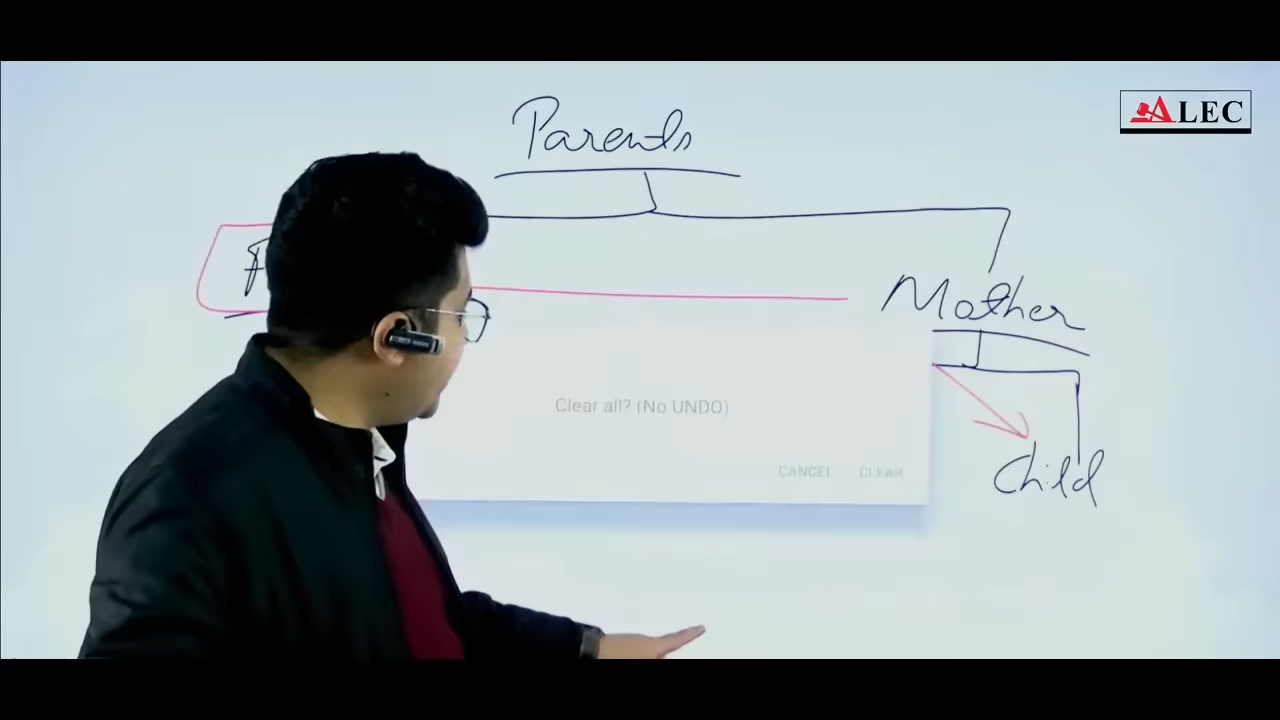 ALEC
Parents
F
Mother
Clear all? (No UNDO)
CANCEL CLEAR
Child